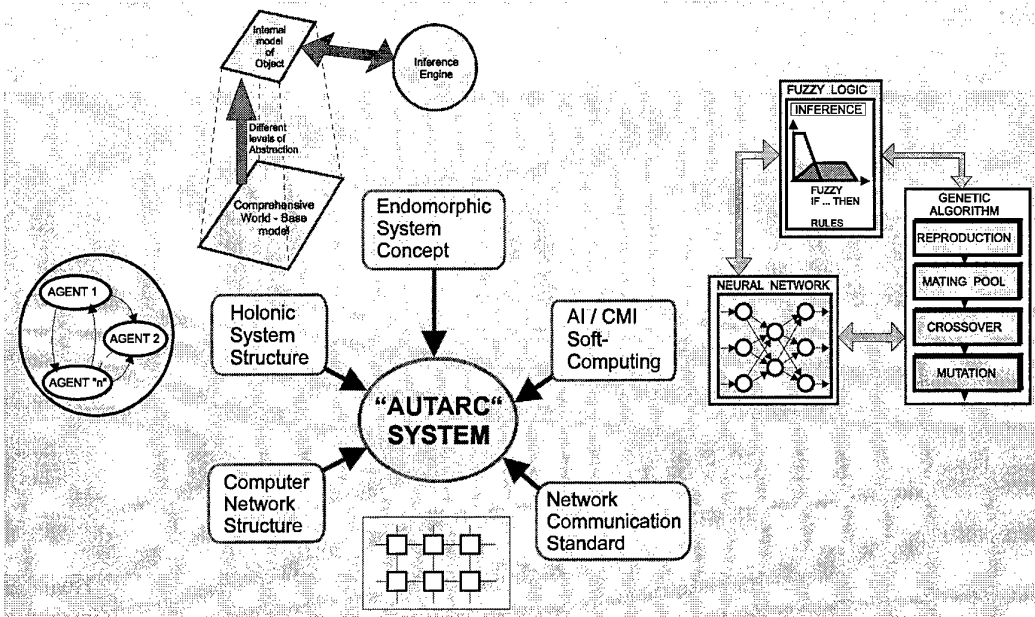 Internal
model
of
Object
Inference
Engine
Different
levels of
Abstraction
Comprehensive
World - Base
model
Endomorphic
System
Concept
FUZZY LOGIC
INFERENCE
FUZZY
IF ... THEN
RULES
GENETIC
ALGORITHM
REPRODUCTION
MATING POOL
CROSSOVER
MUTATION
NEURAL NETWORK
AGENT 1
AGENT 2
AGENT "n"
Holonic
System
Structure
AI / CMI
Soft-
Computing
"AUTARC"
SYSTEM
Computer
Network
Structure
Network
Communication
Standard